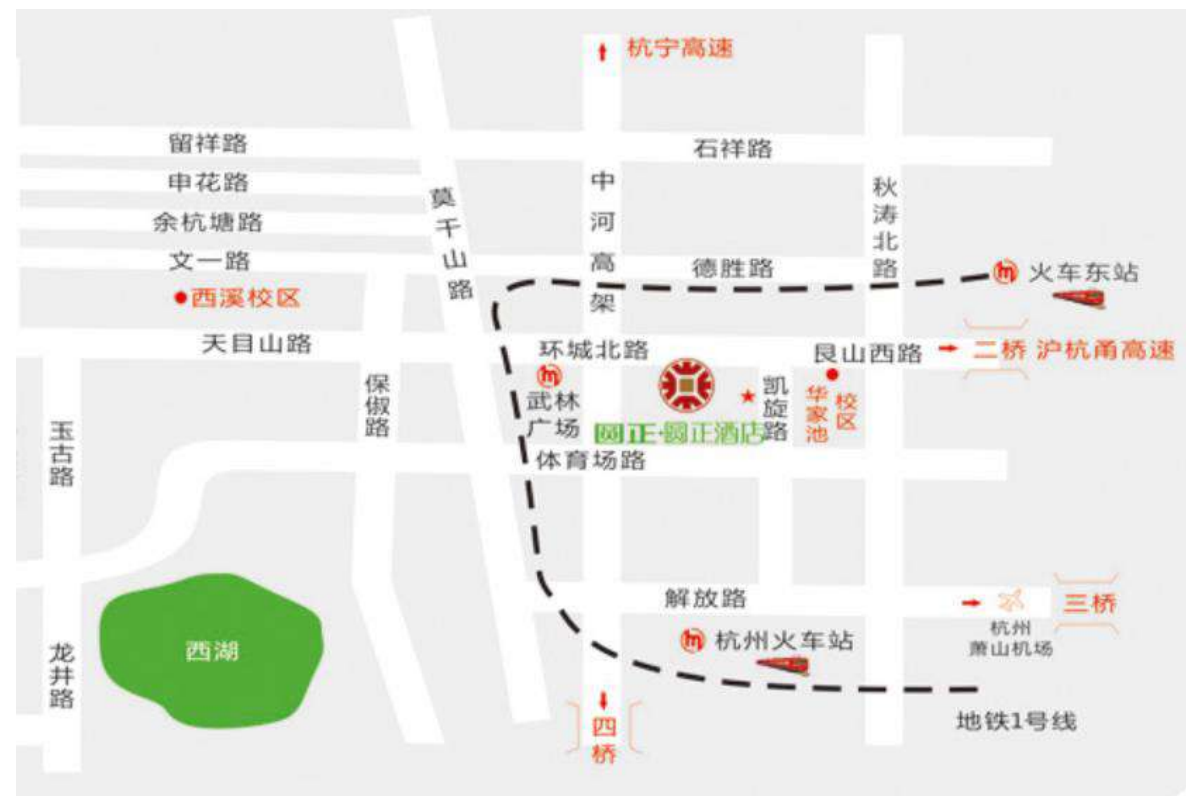 杭宁高速
留祥路
石祥路
申花路
余杭塘路
文一路
西溪校区
天目山路
莫干山路
中河高架
秋涛北路
德胜路
火车东站
环城北路
艮山西路
二桥 沪杭甬高速
武林
广场
圆正·圆正酒店
凯旋路
华家池
校区
保俶路
玉古路
体育场路
解放路
杭州
萧山机场
三桥
杭州火车站
西湖
龙井路
四桥
地铁1号线